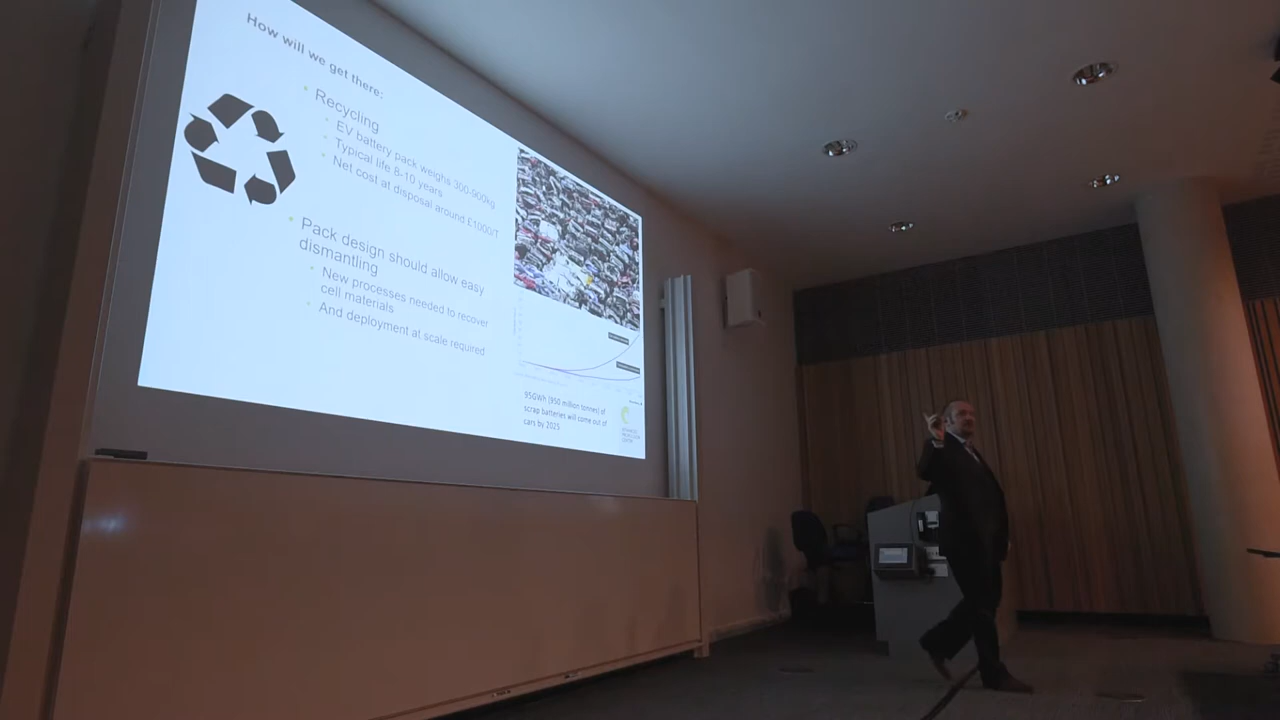 How will we get there:
Recycling
EV battery pack weighs 300-900kg
Typical life 8-10 years
Net cost at disposal around £1000/T
Pack design should allow easy
dismantling
New processes needed to recover
cell materials
And deployment at scale required
95GWh (950 million tonnes) of
scrap batteries will come out of
cars by 2025